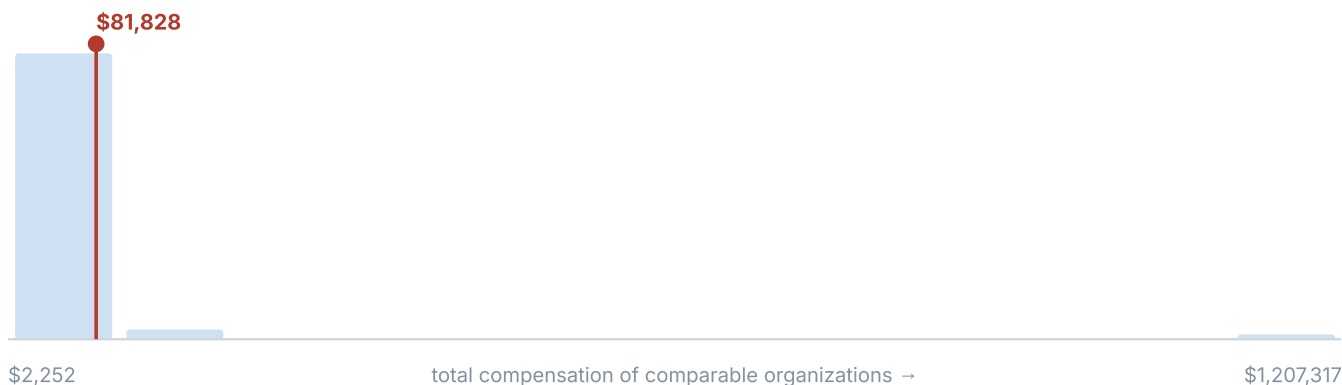 $81,828
$2,252 total compensation of comparable organizations → $1,207,317